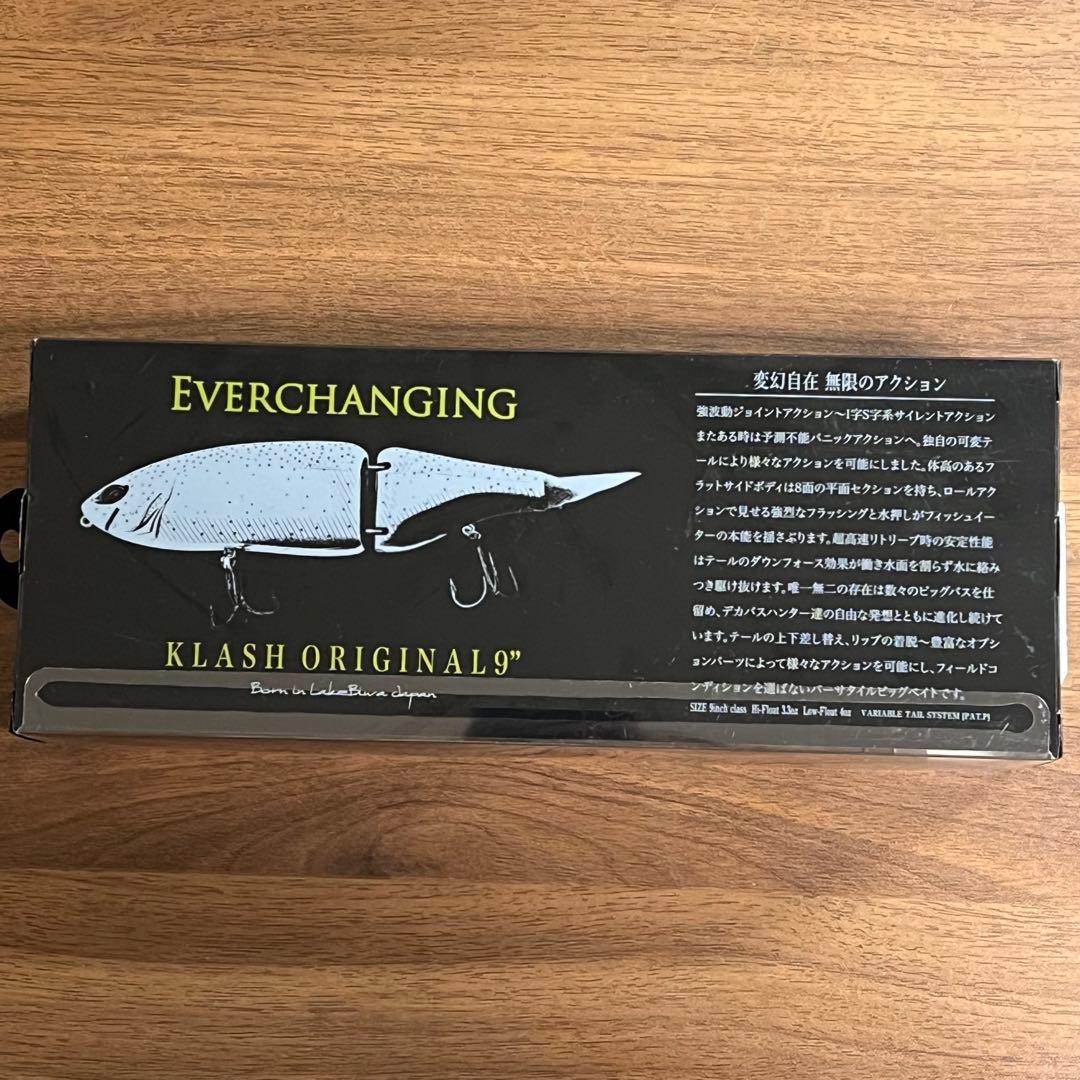 EVERCHANGING
KLASH ORIGINAL 9”
Born in Lake Biwa Japan
変幻自在 無限のアクション
強波動ジョイントアクション〜I字S字系サイレントアクション
またある時は予測不能パニックアクションへ。独自の可変テ
ールにより様々なアクションを可能にしました。体高のあるフ
ラットサイドボディは8面の平面セクションを持ち、ロールアク
ションで見せる強烈なフラッシングと水押しがフィッシュイー
ターの本能を揺さぶります。超高速リトリーブ時の安定性能
はテールのダウンフォース効果が働き水面を割らず水に絡み
つき駆け抜けます。唯一無二の存在は数々のビッグバスを仕
留め、デカバスハンター達の自由な発想とともに進化し続けて
います。テールの上下差し替え、リップの着脱〜豊富なオプシ
ョンパーツによって様々なアクションを可能にし、フィールドコ
ンディションを選ばないバーサタイルビッグベイトです。
SIZE 9inch class Hi-Float 3.3oz Low-Float 4oz VARIABLE TAIL SYSTEM [PAT.P]